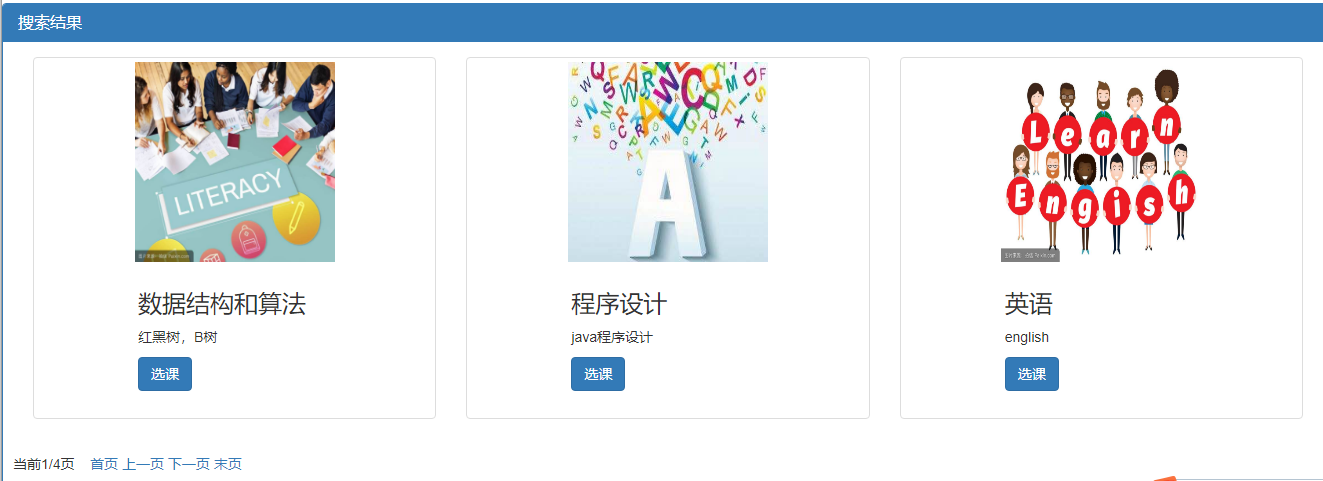 搜索结果
LITERACY
A
Learn
Engish
数据结构和算法
红黑树，B树
选课
程序设计
java程序设计
选课
英语
english
选课
当前1/4页 首页 上一页 下一页 末页